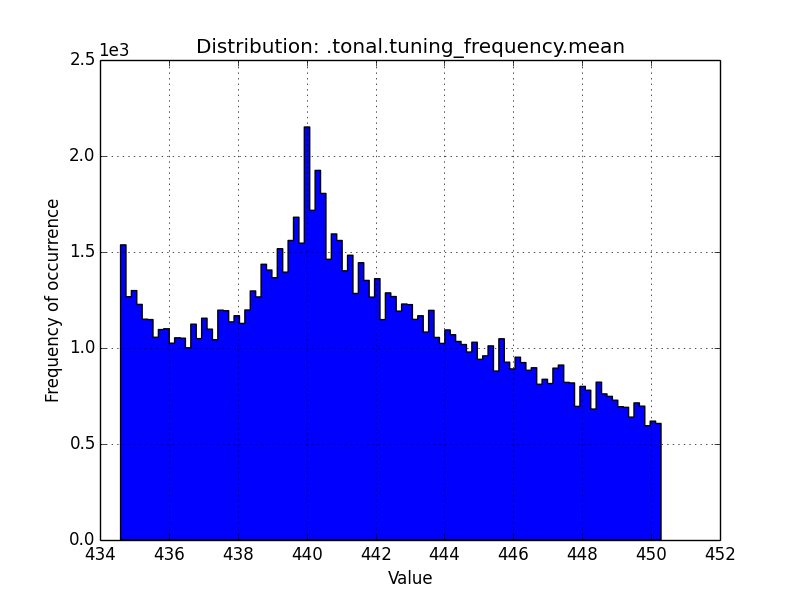 Distribution: .tonal.tuning_frequency.mean
1e3
2.5
2.0
1.5
1.0
0.5
0.0
Frequency of occurrence
434 436 438 440 442 444 446 448 450 452
Value